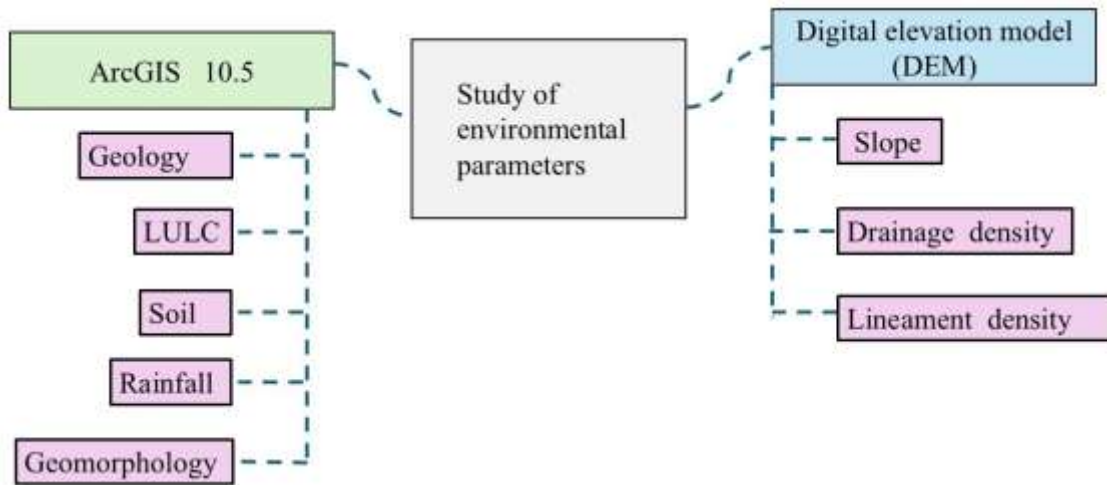 ArcGIS 10.5
Geology
LULC
Soil
Rainfall
Geomorphology
Study of
environmental
parameters
Digital elevation model
(DEM)
Slope
Drainage density
Lineament density